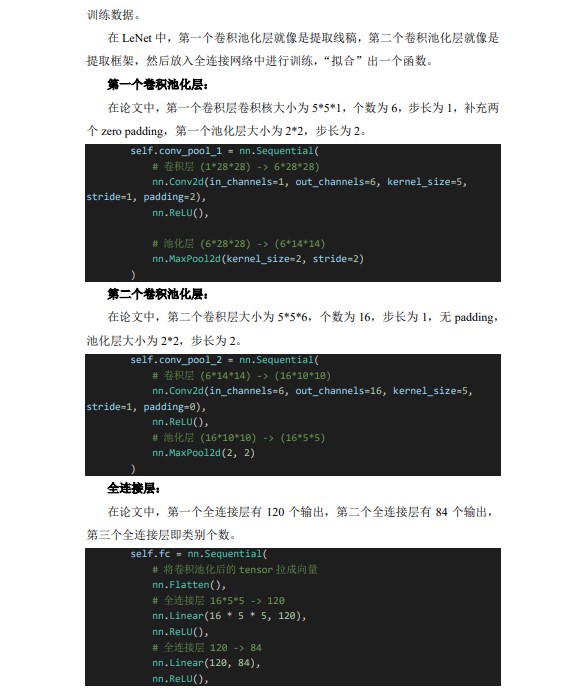 训练数据。
在 LeNet 中，第一个卷积池化层就像是提取线稿，第二个卷积池化层就像是
提取框架，然后放入全连接网络中进行训练，“拟合”出一个函数。
第一个卷积池化层：
在论文中，第一个卷积层卷积核大小为 5*5*1，个数为 6，步长为 1，补充两
个 zero padding，第一个池化层大小为 2*2，步长为 2。
self.conv_pool_1 = nn.Sequential(
# 卷积层 (1*28*28) -> 6*28*28)
nn.Conv2d(in_channels=1, out_channels=6, kernel_size=5,
stride=1, padding=2),
nn.ReLU(),
# 池化层 (6*28*28) -> (6*14*14)
nn.MaxPool2d(kernel_size=2, stride=2)
)
第二个卷积池化层：
在论文中，第二个卷积层大小为 5*5*6，个数为 16，步长为 1，无 padding，
池化层大小为 2*2，步长为 2。
self.conv_pool_2 = nn.Sequential(
# 卷积层 (6*14*14) -> (16*10*10)
nn.Conv2d(in_channels=6, out_channels=16, kernel_size=5,
stride=1, padding=0),
nn.ReLU(),
# 池化层 (16*10*10) -> (16*5*5)
nn.MaxPool2d(2, 2)
)
全连接层：
在论文中，第一个全连接层有 120 个输出，第二个全连接层有 84 个输出，
第三个全连接层即类别个数。
self.fc = nn.Sequential(
# 将卷积池化后的 tensor 拉成向量
nn.Flatten(),
# 全连接层 16*5*5 -> 120
nn.Linear(16 * 5 * 5, 120),
nn.ReLU(),
# 全连接层 120 -> 84
nn.Linear(120, 84),
nn.ReLU(),